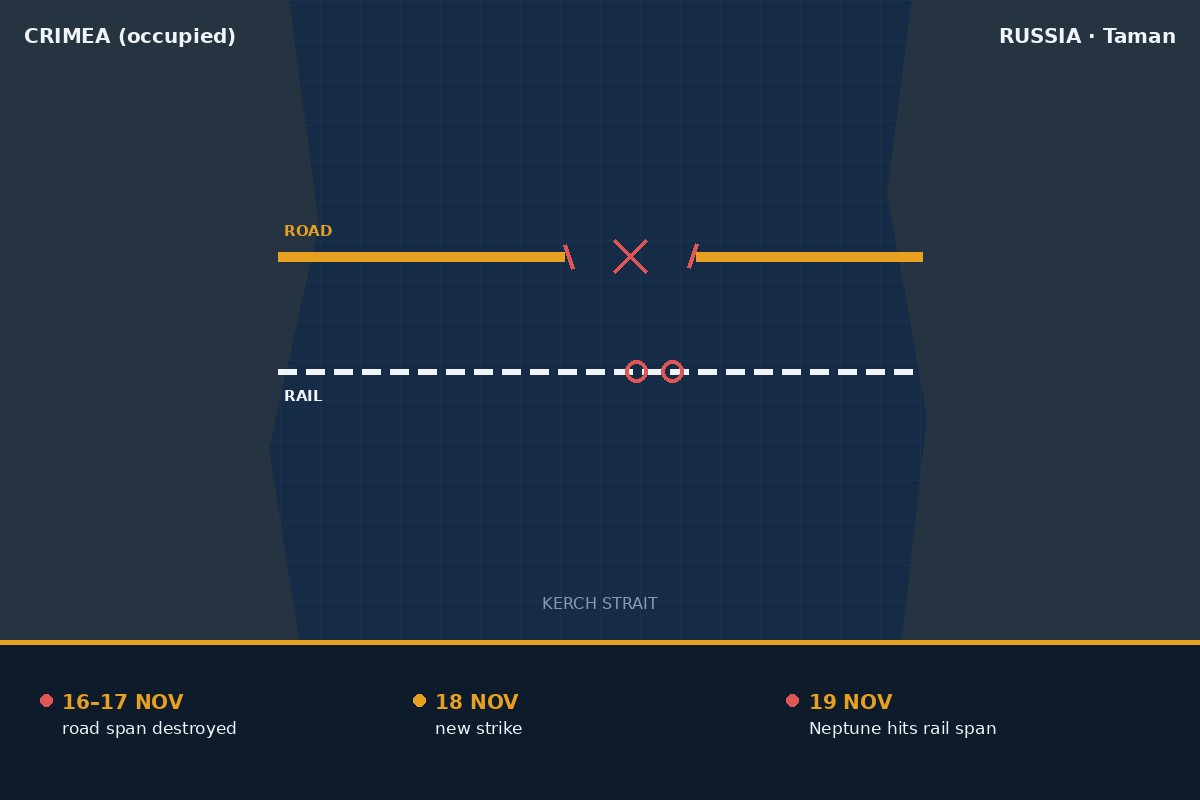 CRIMEA (occupied)
RUSSIA · Taman
ROAD
RAIL
KERCH STRAIT
16–17 NOV
road span destroyed
18 NOV
new strike
19 NOV
Neptune hits rail span